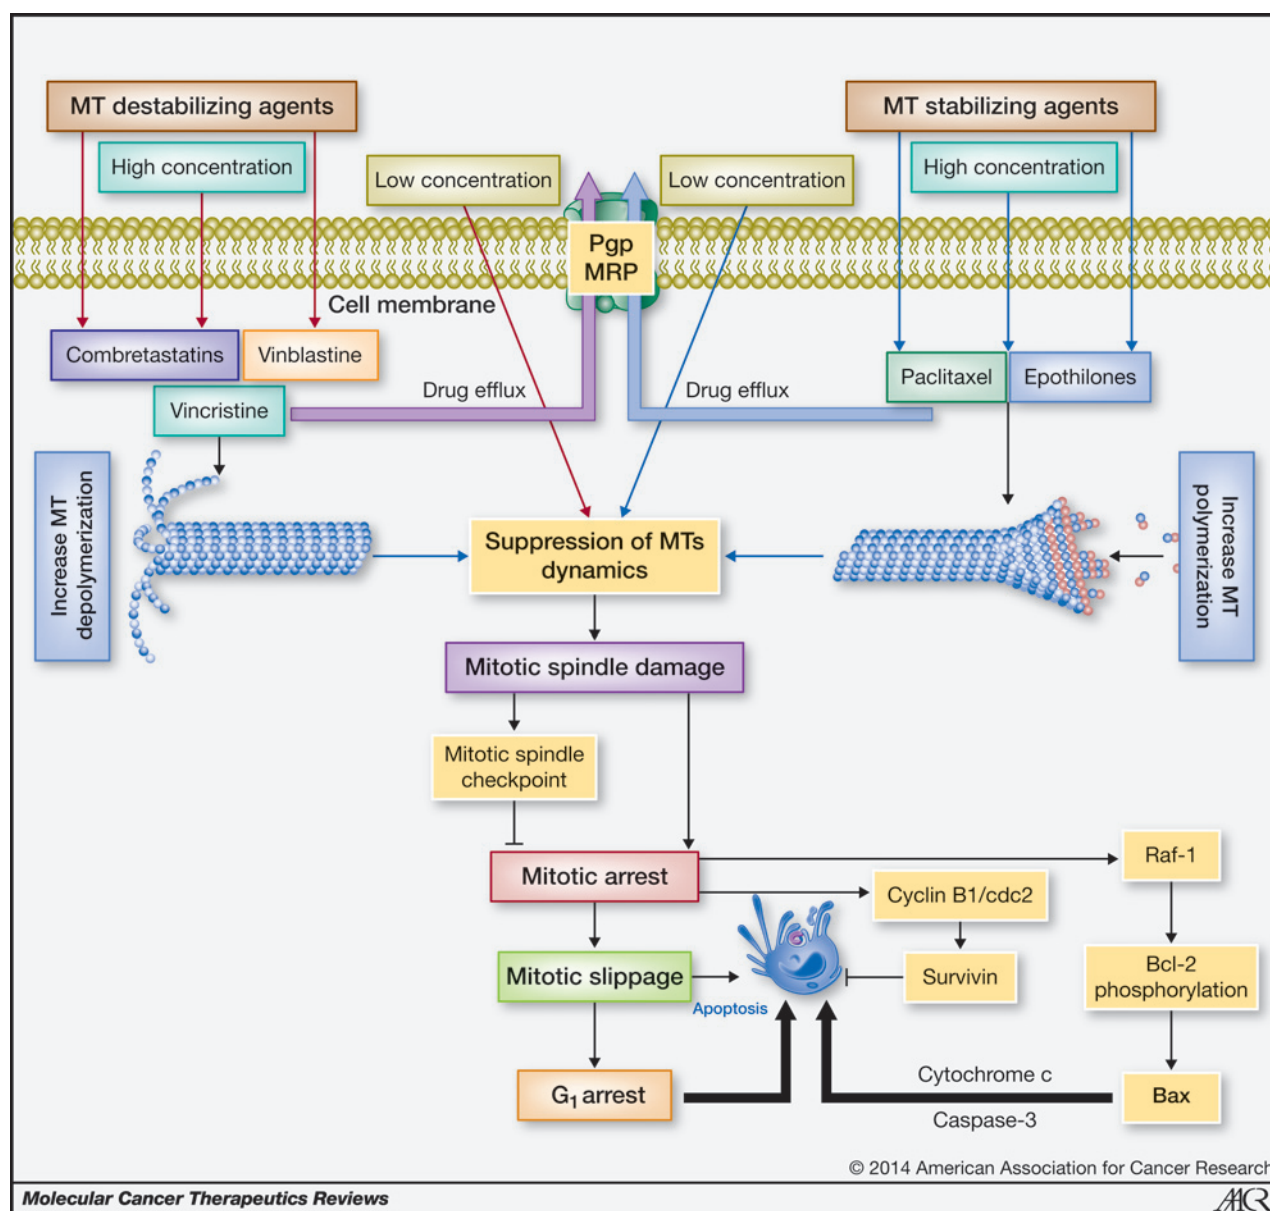 MT destabilizing agents
MT stabilizing agents
High concentration
Low concentration
Low concentration
High concentration
Pgp
MRP
Cell membrane
Combretastatins
Vinblastine
Vincristine
Drug efflux
Drug efflux
Paclitaxel
Epothilones
Increase MT
depolymerization
Suppression of MTs
dynamics
Increase MT
polymerization
Mitotic spindle damage
Mitotic spindle
checkpoint
Mitotic arrest
Raf-1
Cyclin B1/cdc2
Mitotic slippage
Apoptosis
Survivin
Bcl-2
phosphorylation
G1 arrest
Cytochrome c
Caspase-3
Bax
© 2014 American Association for Cancer Research
Molecular Cancer Therapeutics Reviews
AACR